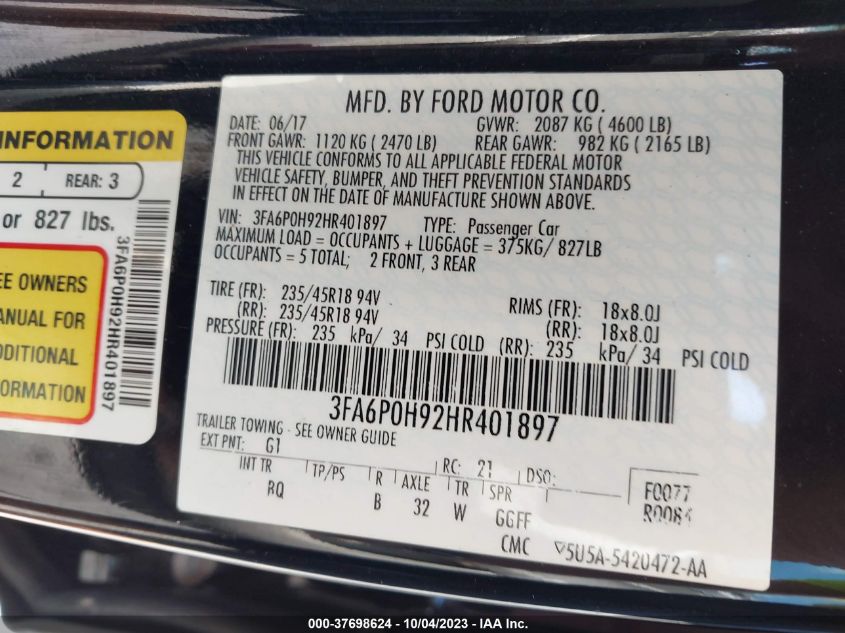 INFORMATION
2 REAR: 3
or 827 lbs.
EE OWNERS
ANUAL FOR
DDITIONAL
FORMATION
3FA6P0H92HR401897
MFD. BY FORD MOTOR CO.
DATE: 06/17 GVWR: 2087 KG ( 4600 LB)
FRONT GAWR: 1120 KG ( 2470 LB) REAR GAWR: 982 KG ( 2165 LB)
THIS VEHICLE CONFORMS TO ALL APPLICABLE FEDERAL MOTOR
VEHICLE SAFETY, BUMPER, AND THEFT PREVENTION STANDARDS
IN EFFECT ON THE DATE OF MANUFACTURE SHOWN ABOVE.
VIN: 3FA6P0H92HR401897 TYPE: Passenger Car
MAXIMUM LOAD = OCCUPANTS + LUGGAGE = 375KG/ 827LB
OCCUPANTS = 5 TOTAL; 2 FRONT, 3 REAR
TIRE (FR): 235/45R18 94V RIMS (FR): 18x8.0J
(RR): 235/45R18 94V (RR): 18x8.0J
PRESSURE (FR): 235 kPa/ 34 PSI COLD (RR): 235 kPa/ 34 PSI COLD
3FA6P0H92HR401897
TRAILER TOWING - SEE OWNER GUIDE
EXT PNT: G1 RC: 21 DSO: F0077
INT TR TP/PS R AXLE TR SPR R0084
RQ B 32 W GGFF
CMC 5U5A-5420472-AA
000-37698624 - 10/04/2023 - IAA Inc.